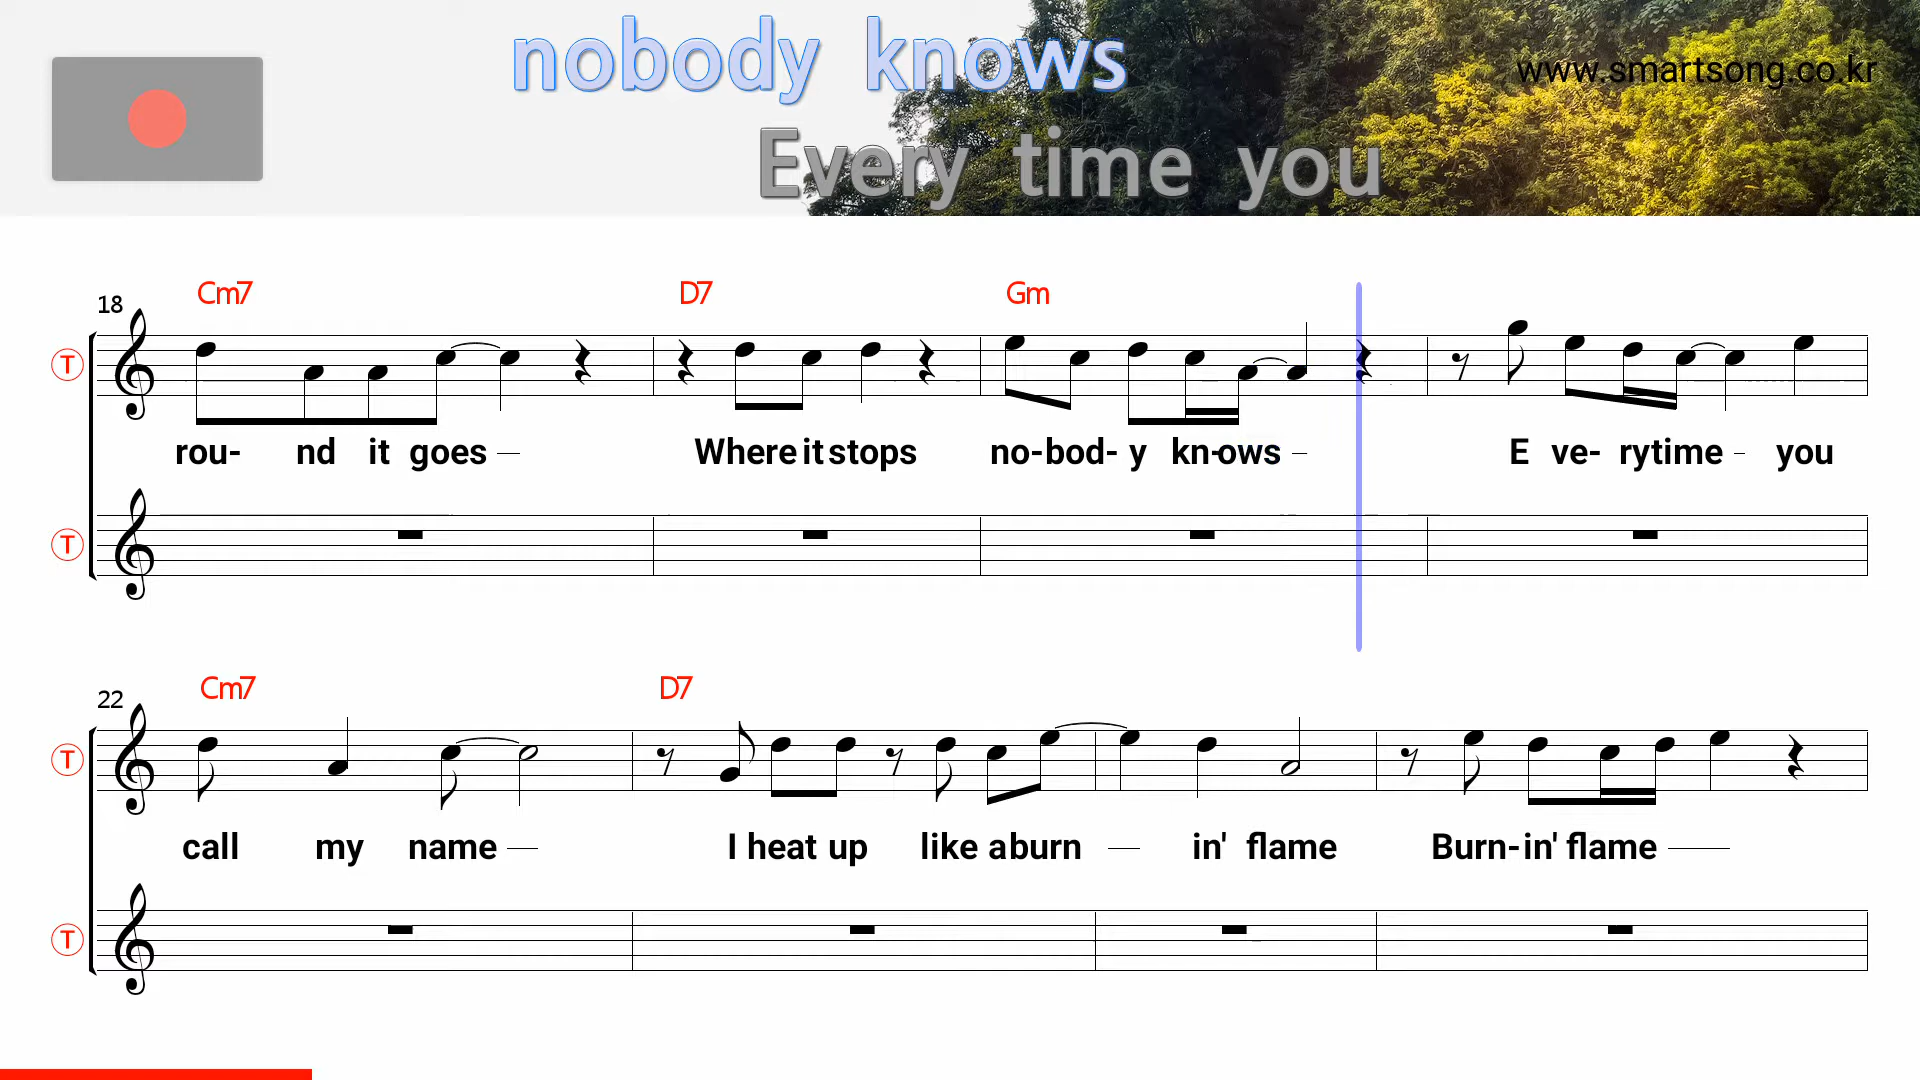 nobody knows
www.smartsong.co.kr
Every time you
Cm7 D7 Gm
18
T
rou- nd it goes Where it stops no-bod- y kn-ows E ve- rytime you
T
Cm7 D7
22
T
call my name I heat up like aburn in' flame Burn-in' flame
T